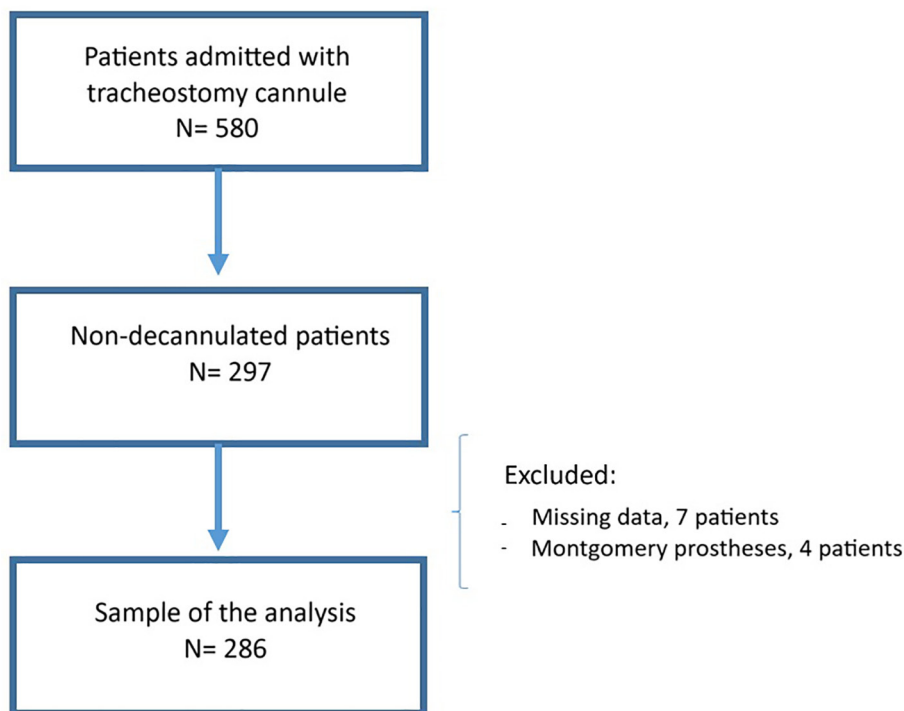 Patients admitted with
tracheostomy cannule
N= 580
Non-decannulated patients
N= 297
Excluded:
- Missing data, 7 patients
- Montgomery prostheses, 4 patients
Sample of the analysis
N= 286